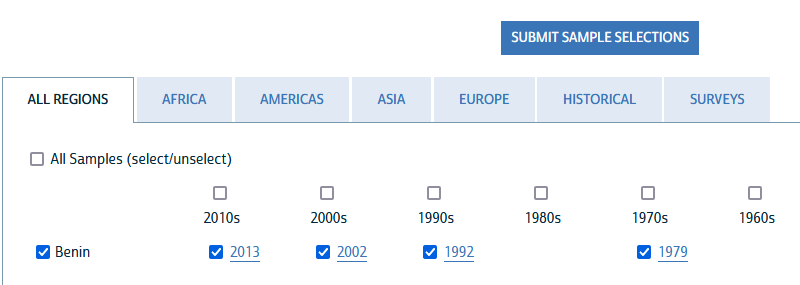 SUBMIT SAMPLE SELECTIONS
ALL REGIONS AFRICA AMERICAS ASIA EUROPE HISTORICAL SURVEYS
All Samples (select/unselect)
2010s 2000s 1990s 1980s 1970s 1960s
Benin 2013 2002 1992 1979